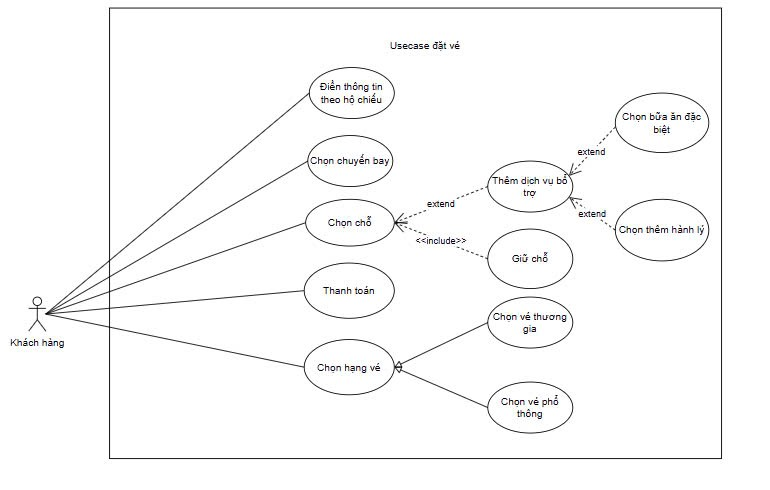 Usecase đặt vé
Điền thông tin
theo hộ chiếu
Chọn bữa ăn đặc
biệt
extend
Chọn chuyến bay
Thêm dịch vụ bổ
trợ
extend
extend
Chọn chỗ
Chọn thêm hành lý
<<include>>
Giữ chỗ
Thanh toán
Khách hàng
Chọn vé thương
gia
Chọn hạng vé
Chọn vé phổ
thông